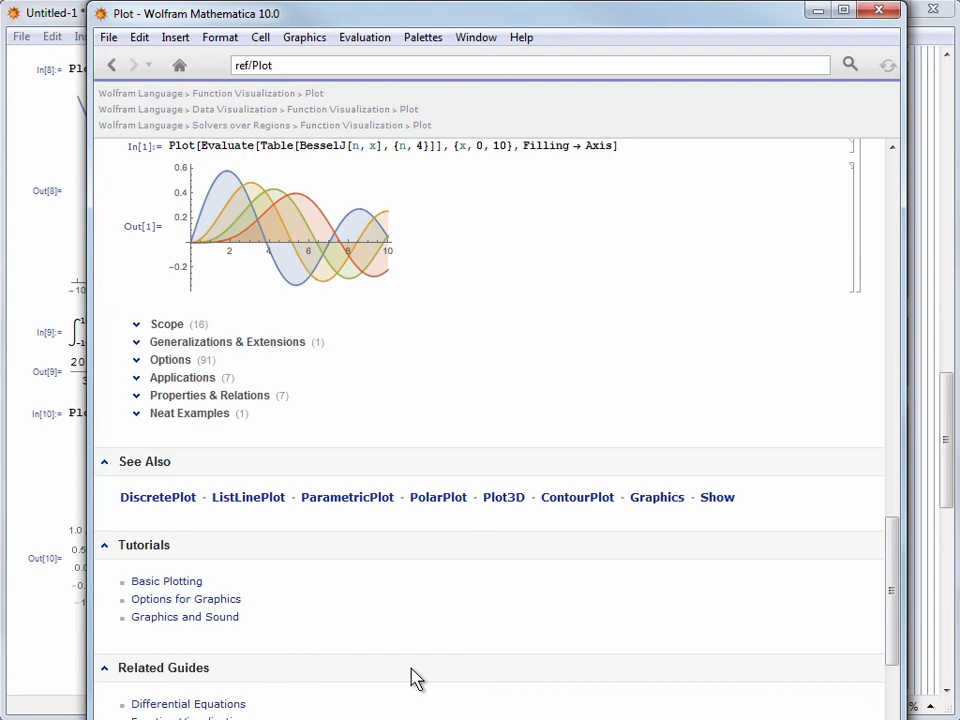 Untitled-1 *
Plot - Wolfram Mathematica 10.0
File Edit
File Edit Insert Format Cell Graphics Evaluation Palettes Window Help
ref/Plot
Wolfram Language > Function Visualization > Plot
Wolfram Language > Data Visualization > Function Visualization > Plot
Wolfram Language > Solvers over Regions > Function Visualization > Plot
In[8]:=
In[1]:= Plot[Evaluate[Table[BesselJ[n, x], {n, 4}]], {x, 0, 10}, Filling → Axis]
0.6
0.4
0.2
-0.2
2 4 6 8 10
Out[8]=
Out[1]=
-10
In[9]:=
Out[9]=
20
3
In[10]:=
Out[10]=
1.0
Scope (16)
Generalizations & Extensions (1)
Options (91)
Applications (7)
Properties & Relations (7)
Neat Examples (1)
See Also
DiscretePlot · ListLinePlot · ParametricPlot · PolarPlot · Plot3D · ContourPlot · Graphics · Show
Tutorials
Basic Plotting
Options for Graphics
Graphics and Sound
Related Guides
Differential Equations
%